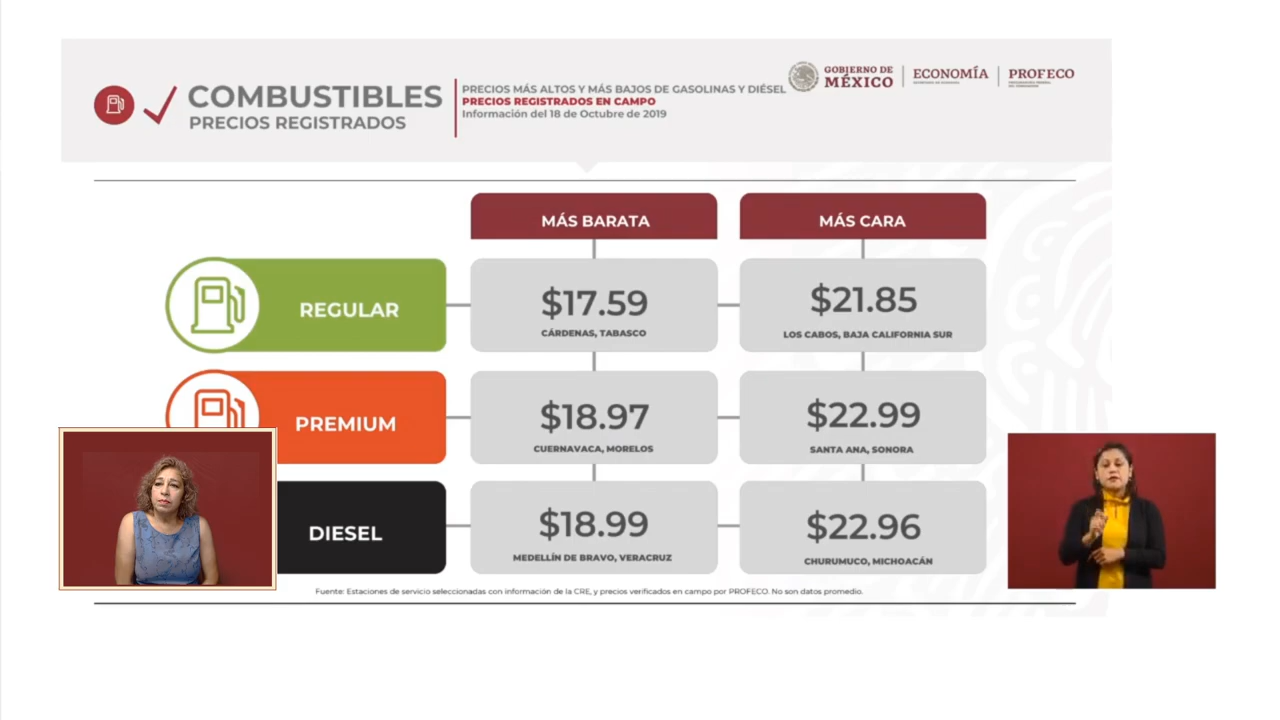 COMBUSTIBLES
PRECIOS REGISTRADOS
PRECIOS MÁS ALTOS Y MÁS BAJOS DE GASOLINAS Y DIÉSEL
PRECIOS REGISTRADOS EN CAMPO
Información del 18 de Octubre de 2019
GOBIERNO DE
MÉXICO
ECONOMÍA
PROFECO
MÁS BARATA
MÁS CARA
REGULAR
$17.59
CÁRDENAS, TABASCO
$21.85
LOS CABOS, BAJA CALIFORNIA SUR
PREMIUM
$18.97
CUERNAVACA, MORELOS
$22.99
SANTA ANA, SONORA
DIESEL
$18.99
MEDELLÍN DE BRAVO, VERACRUZ
$22.96
CHURUMUCO, MICHOACÁN
Fuente: Estaciones de servicio seleccionadas con información de la CRE, y precios verificados en campo por PROFECO. No son datos promedio.